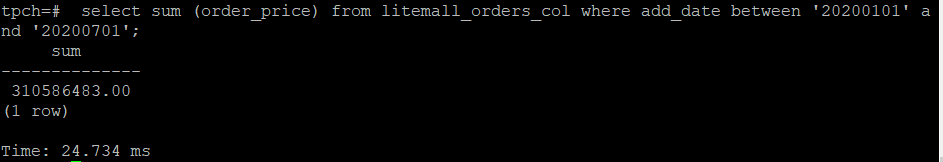 tpch=#  select sum (order_price) from litemall_orders_col where add_date between '20200101' a
nd '20200701';
     sum
--------------
 310586483.00
(1 row)

Time: 24.734 ms